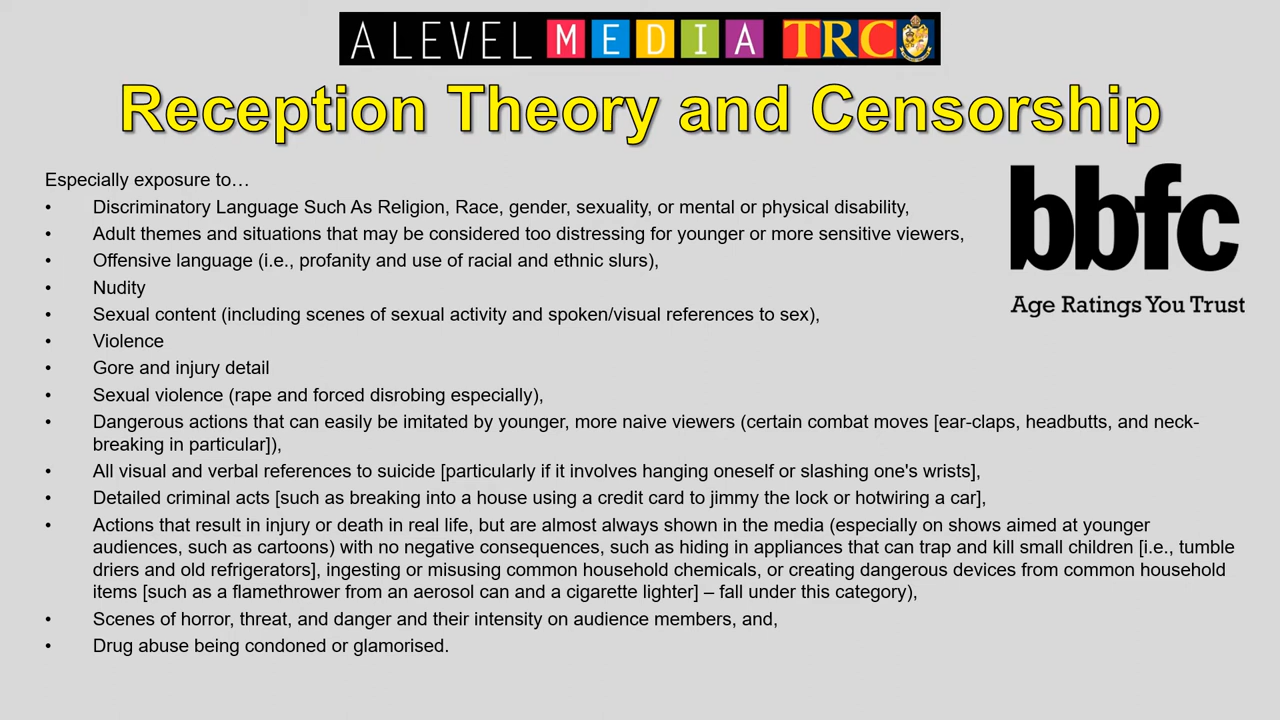 A LEVEL MEDIA TRC
Reception Theory and Censorship
Especially exposure to…
• Discriminatory Language Such As Religion, Race, gender, sexuality, or mental or physical disability,
• Adult themes and situations that may be considered too distressing for younger or more sensitive viewers,
• Offensive language (i.e., profanity and use of racial and ethnic slurs),
• Nudity
• Sexual content (including scenes of sexual activity and spoken/visual references to sex),
• Violence
• Gore and injury detail
• Sexual violence (rape and forced disrobing especially),
• Dangerous actions that can easily be imitated by younger, more naive viewers (certain combat moves [ear-claps, headbutts, and neck-
breaking in particular]),
• All visual and verbal references to suicide [particularly if it involves hanging oneself or slashing one's wrists],
• Detailed criminal acts [such as breaking into a house using a credit card to jimmy the lock or hotwiring a car],
• Actions that result in injury or death in real life, but are almost always shown in the media (especially on shows aimed at younger
audiences, such as cartoons) with no negative consequences, such as hiding in appliances that can trap and kill small children [i.e., tumble
driers and old refrigerators], ingesting or misusing common household chemicals, or creating dangerous devices from common household
items [such as a flamethrower from an aerosol can and a cigarette lighter] – fall under this category),
• Scenes of horror, threat, and danger and their intensity on audience members, and,
• Drug abuse being condoned or glamorised.
bbfc
Age Ratings You Trust